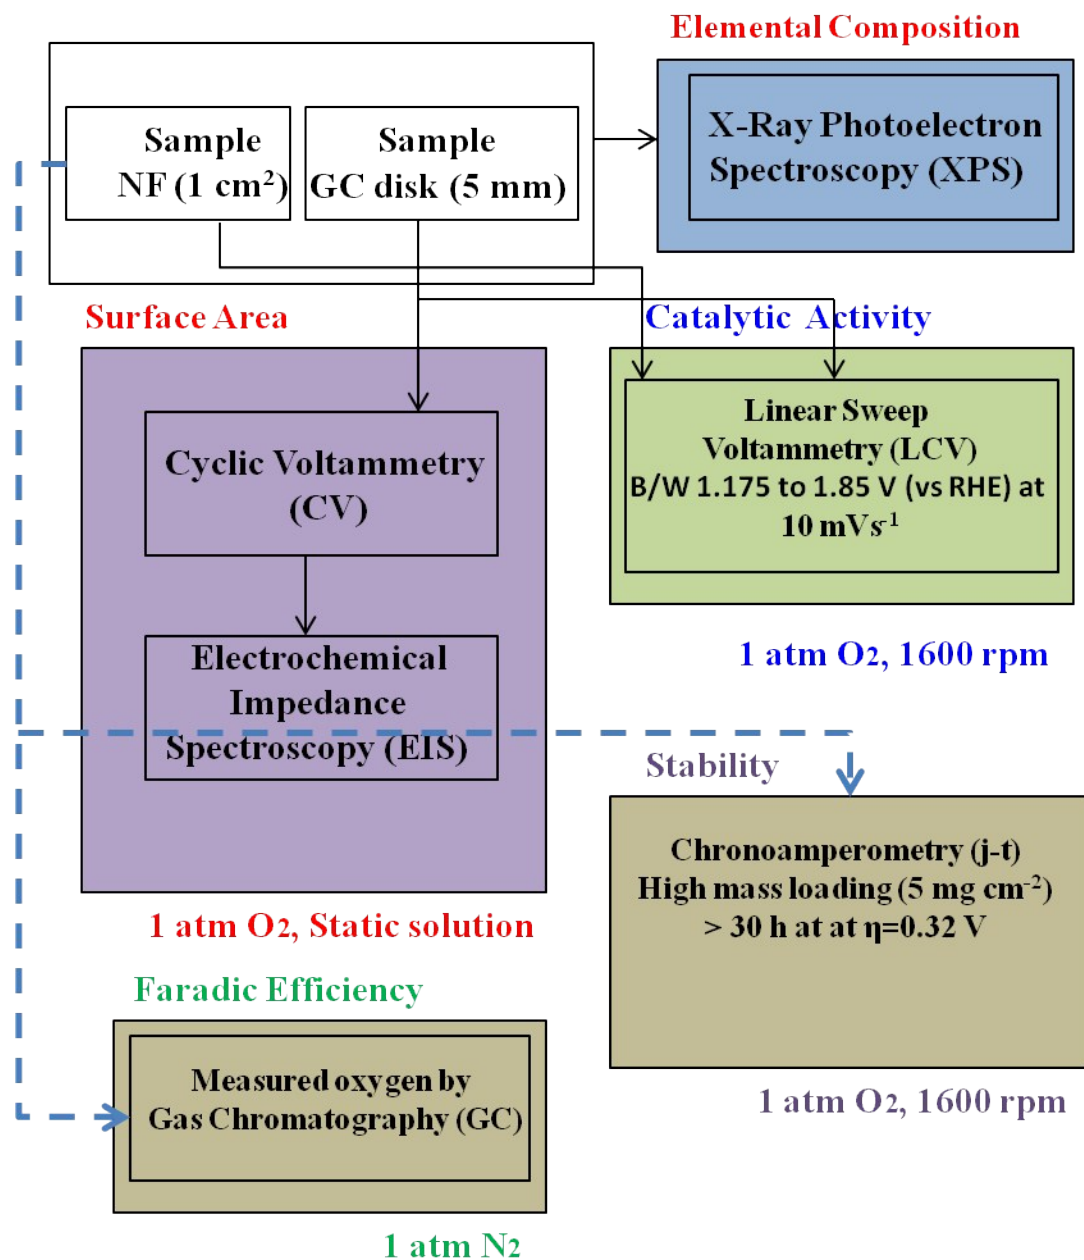 Elemental Composition
Sample
NF (1 cm²)
Sample
GC disk (5 mm)
X-Ray Photoelectron
Spectroscopy (XPS)
Surface Area
Catalytic Activity
Cyclic Voltammetry
(CV)
Linear Sweep
Voltammetry (LCV)
B/W 1.175 to 1.85 V (vs RHE) at
10 mVs⁻¹
Electrochemical
Impedance
Spectroscopy (EIS)
1 atm O₂, 1600 rpm
Stability
Chronoamperometry (j-t)
High mass loading (5 mg cm⁻²)
> 30 h at at η=0.32 V
1 atm O₂, Static solution
Faradic Efficiency
Measured oxygen by
Gas Chromatography (GC)
1 atm O₂, 1600 rpm
1 atm N₂